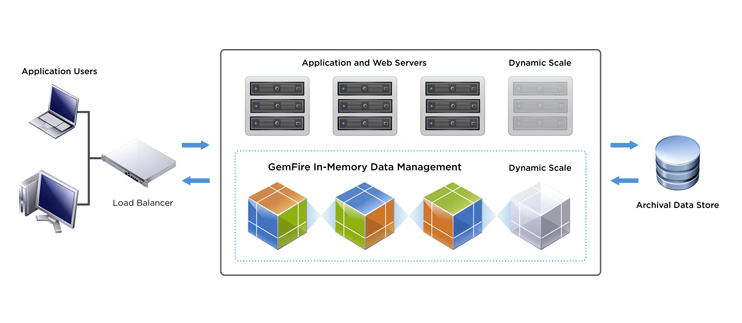 Application Users
Load Balancer
Application and Web Servers
Dynamic Scale
GemFire In-Memory Data Management
Dynamic Scale
Archival Data Store